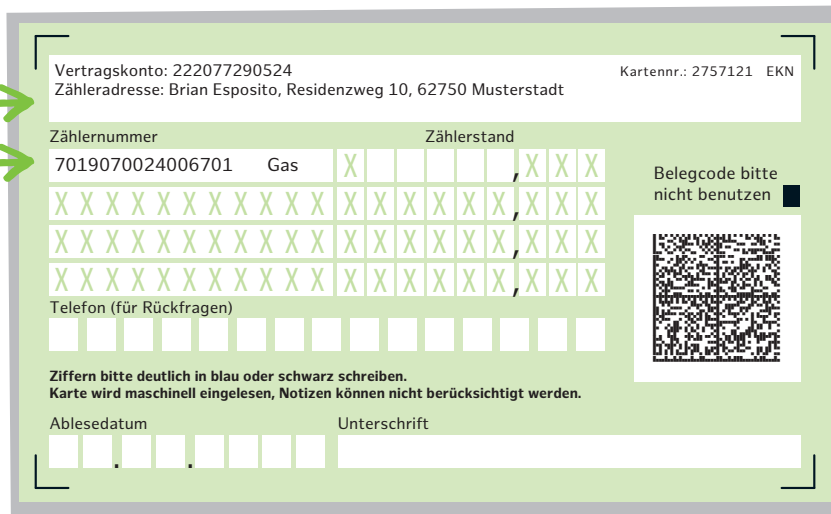 Vertragskonto: 222077290524 Kartennr.: 2757121 EKN
Zähleradresse: Brian Esposito, Residenzweg 10, 62750 Musterstadt
Zählernummer Zählerstand
7019070024006701 Gas X , X X X
X X X X X X X X X X X X X X X X X , X X X
X X X X X X X X X X X X X X X X X , X X X
X X X X X X X X X X X X X X X X X , X X X
Belegcode bitte
nicht benutzen
Telefon (für Rückfragen)
Ziffern bitte deutlich in blau oder schwarz schreiben.
Karte wird maschinell eingelesen, Notizen können nicht berücksichtigt werden.
Ablesedatum Unterschrift
. .